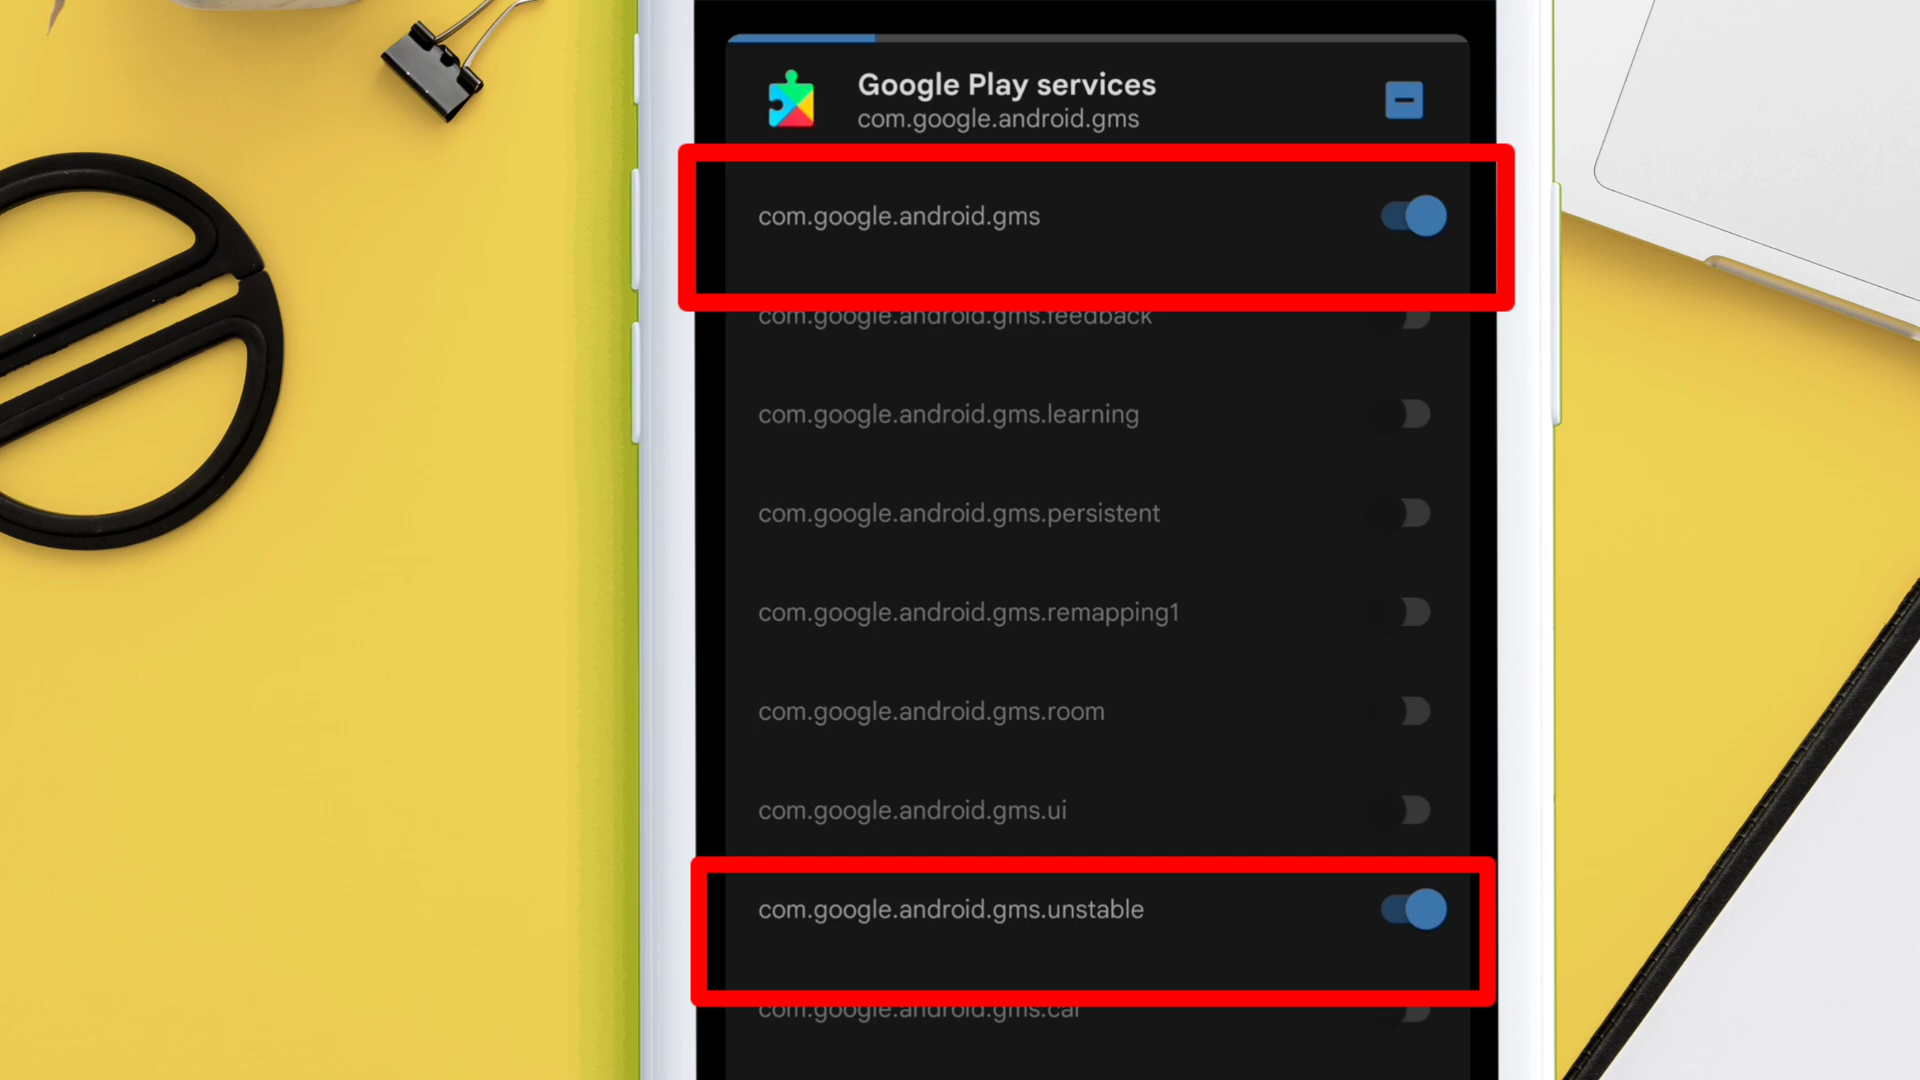 Google Play services
com.google.android.gms
com.google.android.gms
com.google.android.gms.feedback
com.google.android.gms.learning
com.google.android.gms.persistent
com.google.android.gms.remapping1
com.google.android.gms.room
com.google.android.gms.ui
com.google.android.gms.unstable
com.google.android.gms.car